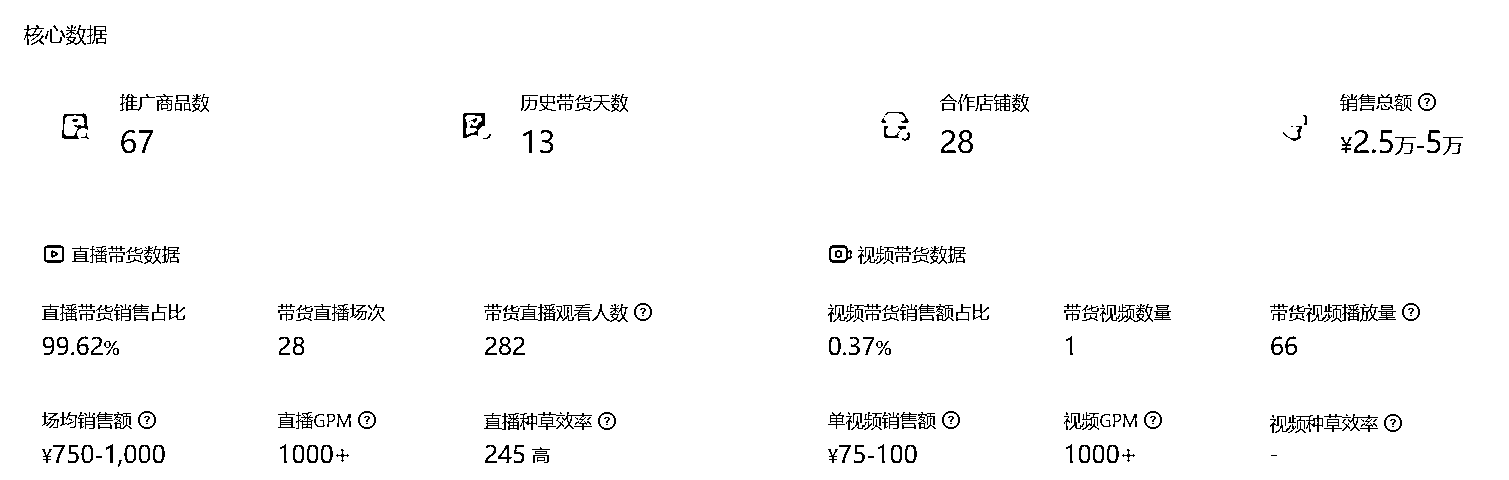 核心数据
推广商品数 历史带货天数 合作店铺数 销售总额 ?
67 13 28 ¥2.5万-5万
直播带货数据 视频带货数据
直播带货销售占比 带货直播场次 带货直播观看人数 ? 视频带货销售额占比 带货视频数量 带货视频播放量 ?
99.62% 28 282 0.37% 1 66
场均销售额 ? 直播GPM ? 直播种草效率 ? 单视频销售额 ? 视频GPM ? 视频种草效率 ?
¥750-1,000 1000+ 245 高 ¥75-100 1000+ -